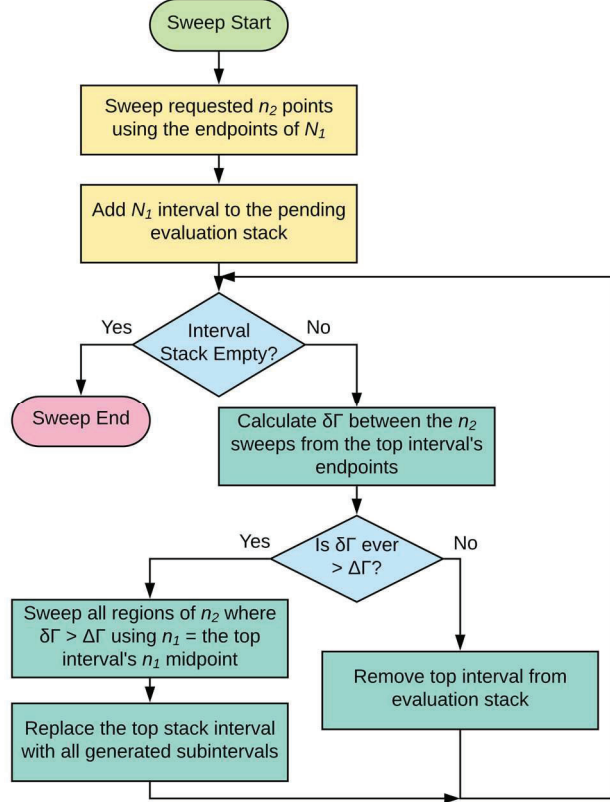 Sweep Start
Sweep requested n₂ points
using the endpoints of N₁
Add N₁ interval to the pending
evaluation stack
Yes
Interval
Stack Empty?
No
Sweep End
Calculate δΓ between the n₂
sweeps from the top interval's
endpoints
Yes
Is δΓ ever
> ΔΓ?
No
Sweep all regions of n₂ where
δΓ > ΔΓ using n₁ = the top
interval's n₁ midpoint
Remove top interval from
evaluation stack
Replace the top stack interval
with all generated subintervals